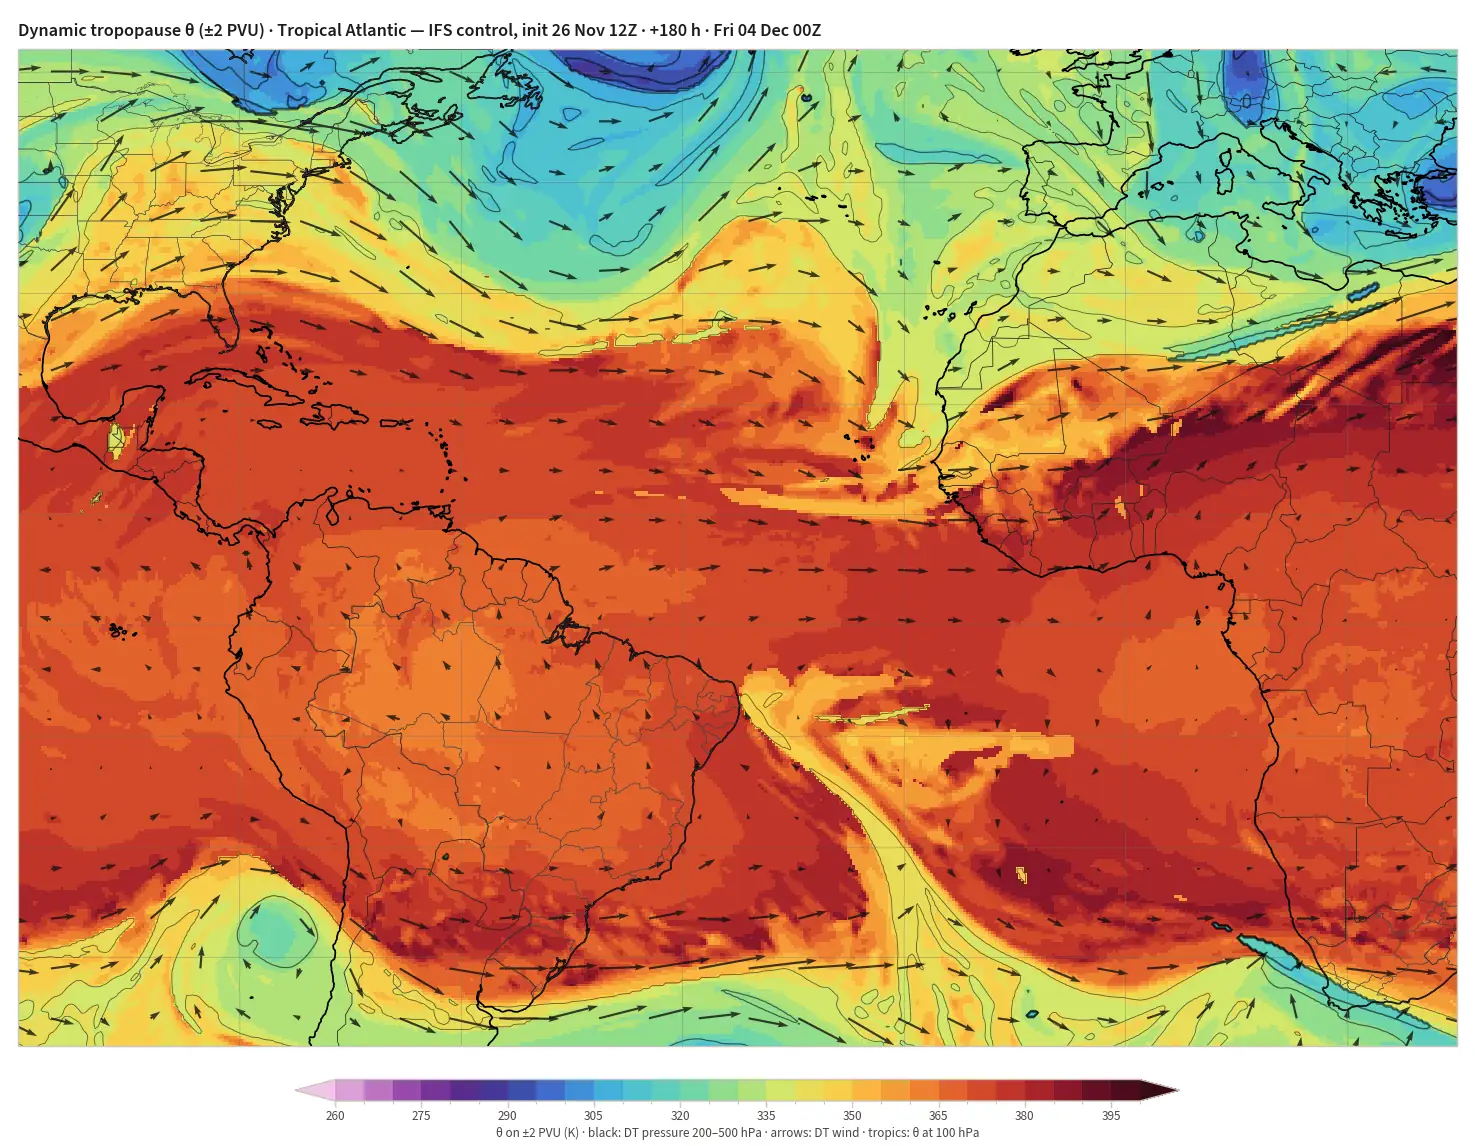 Dynamic tropopause θ (±2 PVU) · Tropical Atlantic — IFS control, init 26 Nov 12Z · +180 h · Fri 04 Dec 00Z
260 275 290 305 320 335 350 365 380 395
θ on ±2 PVU (K) · black: DT pressure 200–500 hPa · arrows: DT wind · tropics: θ at 100 hPa